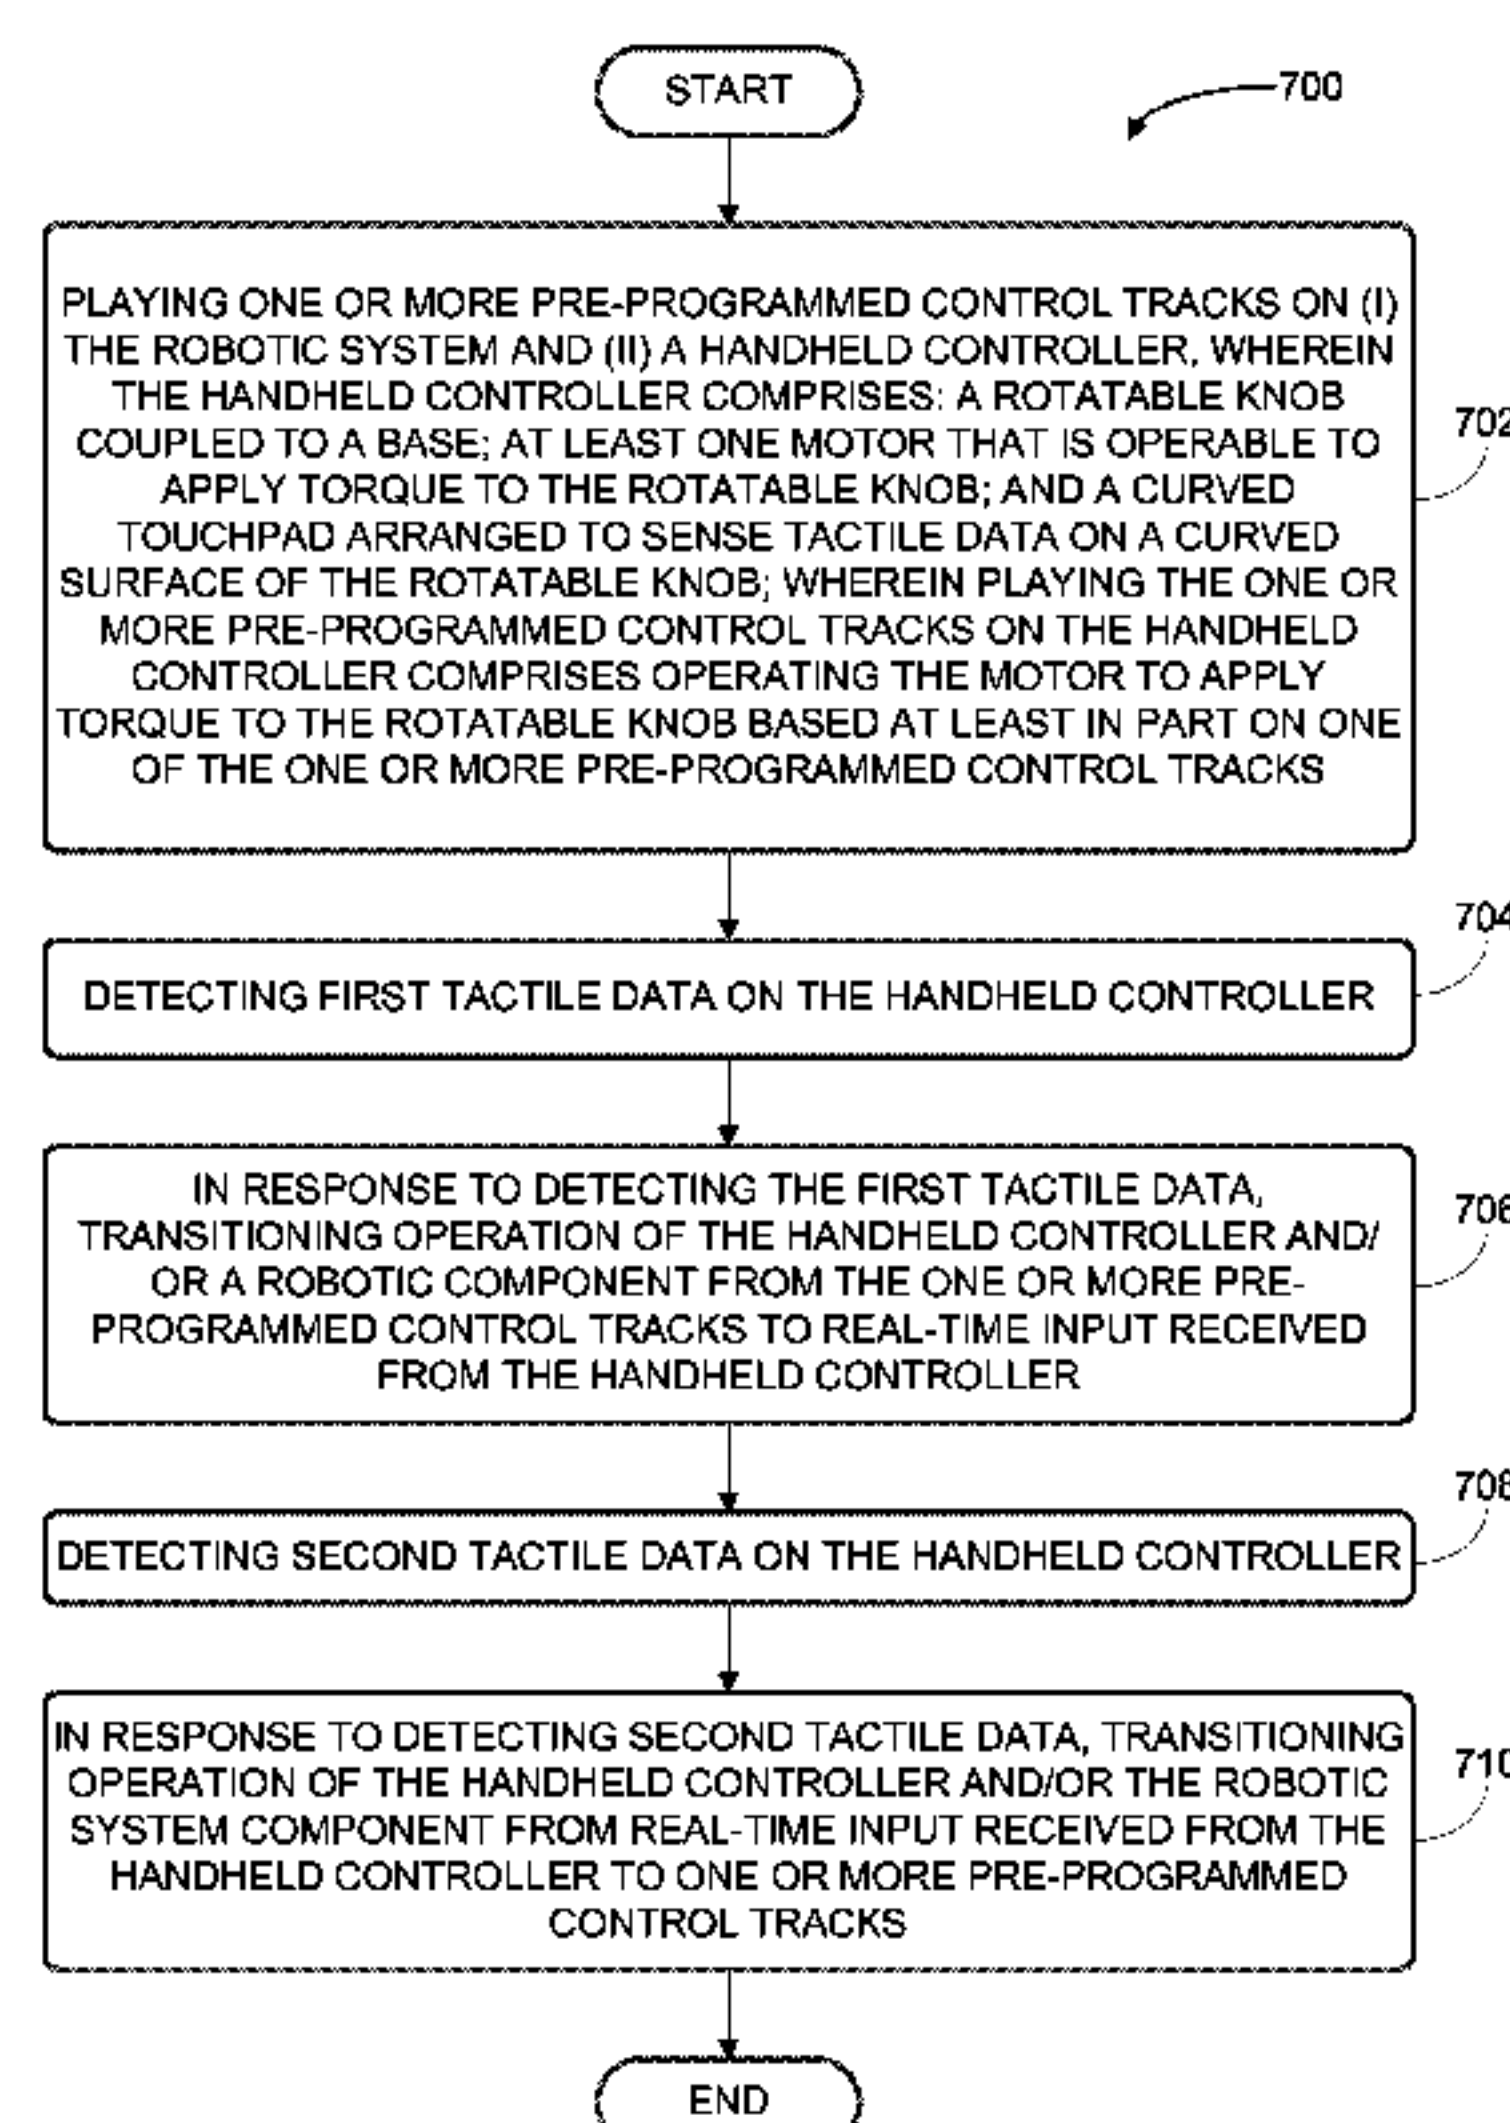 START
700
PLAYING ONE OR MORE PRE-PROGRAMMED CONTROL TRACKS ON (I)
THE ROBOTIC SYSTEM AND (II) A HANDHELD CONTROLLER, WHEREIN
THE HANDHELD CONTROLLER COMPRISES: A ROTATABLE KNOB
COUPLED TO A BASE; AT LEAST ONE MOTOR THAT IS OPERABLE TO
APPLY TORQUE TO THE ROTATABLE KNOB; AND A CURVED
TOUCHPAD ARRANGED TO SENSE TACTILE DATA ON A CURVED
SURFACE OF THE ROTATABLE KNOB; WHEREIN PLAYING THE ONE OR
MORE PRE-PROGRAMMED CONTROL TRACKS ON THE HANDHELD
CONTROLLER COMPRISES OPERATING THE MOTOR TO APPLY
TORQUE TO THE ROTATABLE KNOB BASED AT LEAST IN PART ON ONE
OF THE ONE OR MORE PRE-PROGRAMMED CONTROL TRACKS
702
704
DETECTING FIRST TACTILE DATA ON THE HANDHELD CONTROLLER
IN RESPONSE TO DETECTING THE FIRST TACTILE DATA,
TRANSITIONING OPERATION OF THE HANDHELD CONTROLLER AND/
OR A ROBOTIC COMPONENT FROM THE ONE OR MORE PRE-
PROGRAMMED CONTROL TRACKS TO REAL-TIME INPUT RECEIVED
FROM THE HANDHELD CONTROLLER
706
708
DETECTING SECOND TACTILE DATA ON THE HANDHELD CONTROLLER
IN RESPONSE TO DETECTING SECOND TACTILE DATA, TRANSITIONING
OPERATION OF THE HANDHELD CONTROLLER AND/OR THE ROBOTIC
SYSTEM COMPONENT FROM REAL-TIME INPUT RECEIVED FROM THE
HANDHELD CONTROLLER TO ONE OR MORE PRE-PROGRAMMED
CONTROL TRACKS
710
END